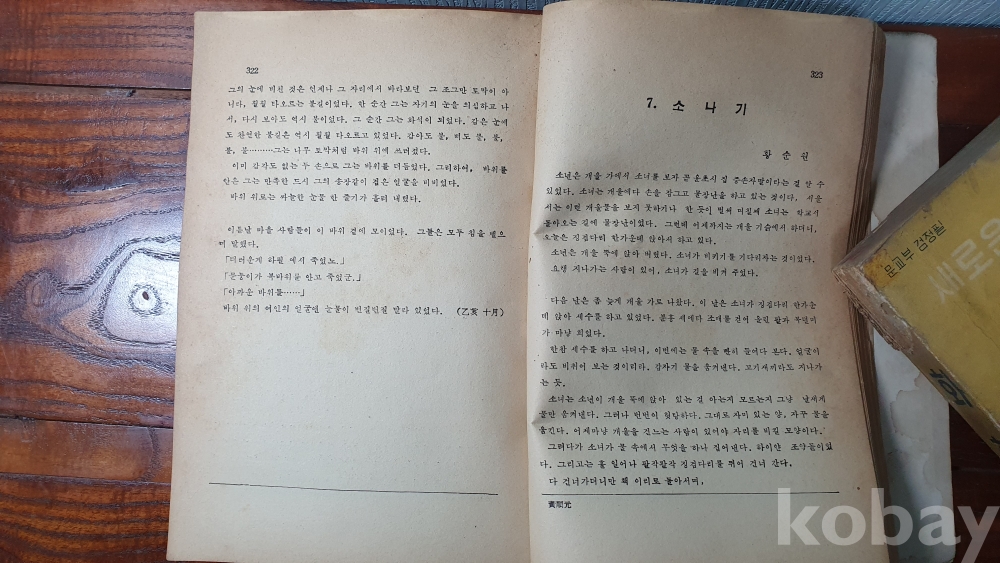 322
그의 눈에 비친 것은 언제나 그 자리에서 바라보던 그 조그만 토막이 아
니다. 훨훨 타오르는 불길이었다. 한 순간 그는 자기의 눈을 의심하고 나
서, 다시 보아도 역시 불이었다. 그 순간 그는 화석이 되었다. 감은 눈에
도 완연한 불길은 역시 훨훨 타오르고 있었다. 감아도 불, 떠도 불, 불,
불, 불………그는 나무 토막처럼 바위 위에 쓰러졌다.
이미 감각도 없는 두 손으로 그는 바위를 더듬었다. 그리하여, 바위를
안은 그는 만족한 듯이 그의 송장같이 검은 얼굴을 비비었다.
바위 위로는 싸늘한 눈물 한 줄기가 흘러 내렸다.
이튿날 마을 사람들이 이 바위 곁에 모이었다. 그들은 모두 침을 뱉으
며 말했다.
「더러운게 하필 예서 죽었노.」
「문둥이가 복바위를 안고 죽었군.」
「아까운 바위를……」
바위 위의 여인의 얼굴엔 눈물이 번질번질 말라 있었다. (乙亥 十月)
323
7. 소 나 기
황 순 원
소년은 개울 가에서 소녀를 보자 곧 윤초시 집 증손자딸이라는 걸 알 수
있었다. 소녀는 개울에다 손을 잠그고 물장난을 하고 있는 것이다. 서울
서는 이런 개울물을 보지 못하기나 한 듯이 벌써 며칠째 소녀는 학교서
돌아오는 길에 물장난이었다. 그런데 어제까지는 개울 기슭에서 하더니,
오늘은 징검다리 한가운데 앉아서 하고 있다.
소년은 개울 뚝에 앉아 버렸다. 소녀가 비키기를 기다리자는 것이었다.
요행 지나가는 사람이 있어, 소녀가 길을 비켜 주었다.
다음 날은 좀 늦게 개울 가로 나왔다. 이 날은 소녀가 징검다리 한가운
데 앉아 세수를 하고 있었다. 분홍 세에타 소매를 걷어 올린 팔과 목덜미
가 마냥 희었다.
한참 세수를 하고 나더니, 이번에는 물 속을 빤히 들여다 본다. 얼굴이
라도 비취어 보는 것이리라. 갑자기 물을 움켜낸다. 고기새끼라도 지나가
는 듯.
소녀는 소년이 개울 뚝에 앉아 있는 걸 아는지 모르는지 그냥 날쌔게
물만 움켜낸다. 그러나 번번이 헛탕이다. 그대로 재미 있는 양, 자꾸 물을
움킨다. 어제마냥 개울을 건느는 사람이 있어야 자리를 비킬 모양이다.
그러다가 소녀가 물 속에서 무엇을 하나 집어낸다. 하이얀 조약돌이었
다. 그리고는 훌 일어나 팔작팔작 징검다리를 뛰어 건너 간다.
다 건너가더니만 홱 이리로 돌아서며,
黃順元
문교부 검정필
새로운
kobay